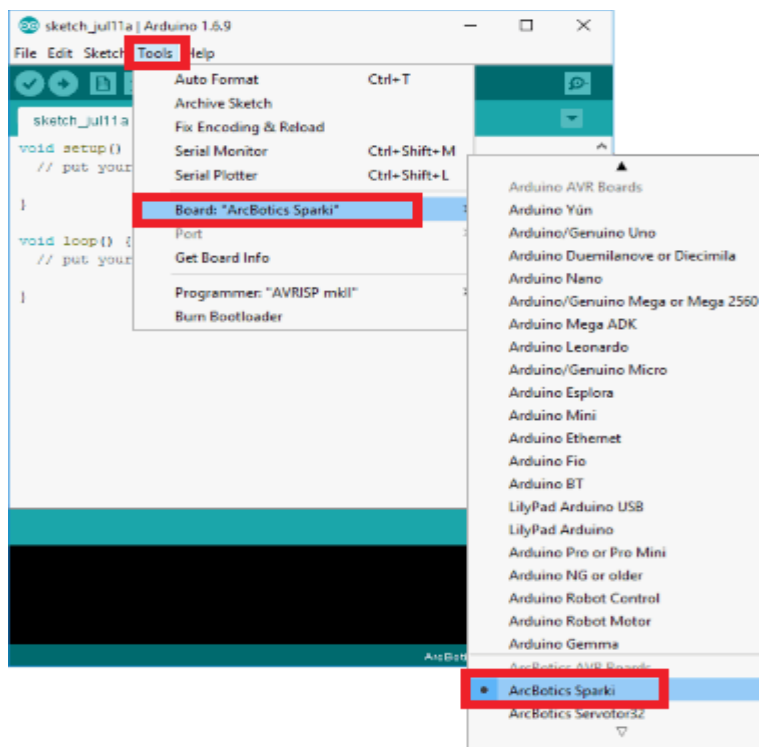 sketch_jul11a | Arduino 1.6.9
File Edit Sketch Tools Help
sketch_jul11a
void setup()
// put your
}
void loop() {
// put your
}
Auto Format Ctrl+T
Archive Sketch
Fix Encoding & Reload
Serial Monitor Ctrl+Shift+M
Serial Plotter Ctrl+Shift+L
Board: "ArcBotics Sparki"
Port
Get Board Info
Programmer: "AVRISP mkII"
Burn Bootloader
Arduino AVR Boards
Arduino Yún
Arduino/Genuino Uno
Arduino Duemilanove or Diecimila
Arduino Nano
Arduino/Genuino Mega or Mega 2560
Arduino Mega ADK
Arduino Leonardo
Arduino/Genuino Micro
Arduino Esplora
Arduino Mini
Arduino Ethernet
Arduino Fio
Arduino BT
LilyPad Arduino USB
LilyPad Arduino
Arduino Pro or Pro Mini
Arduino NG or older
Arduino Robot Control
Arduino Robot Motor
Arduino Gemma
ArcBotics AVR Boards
ArcBotics Sparki
ArcBotics Servotor32